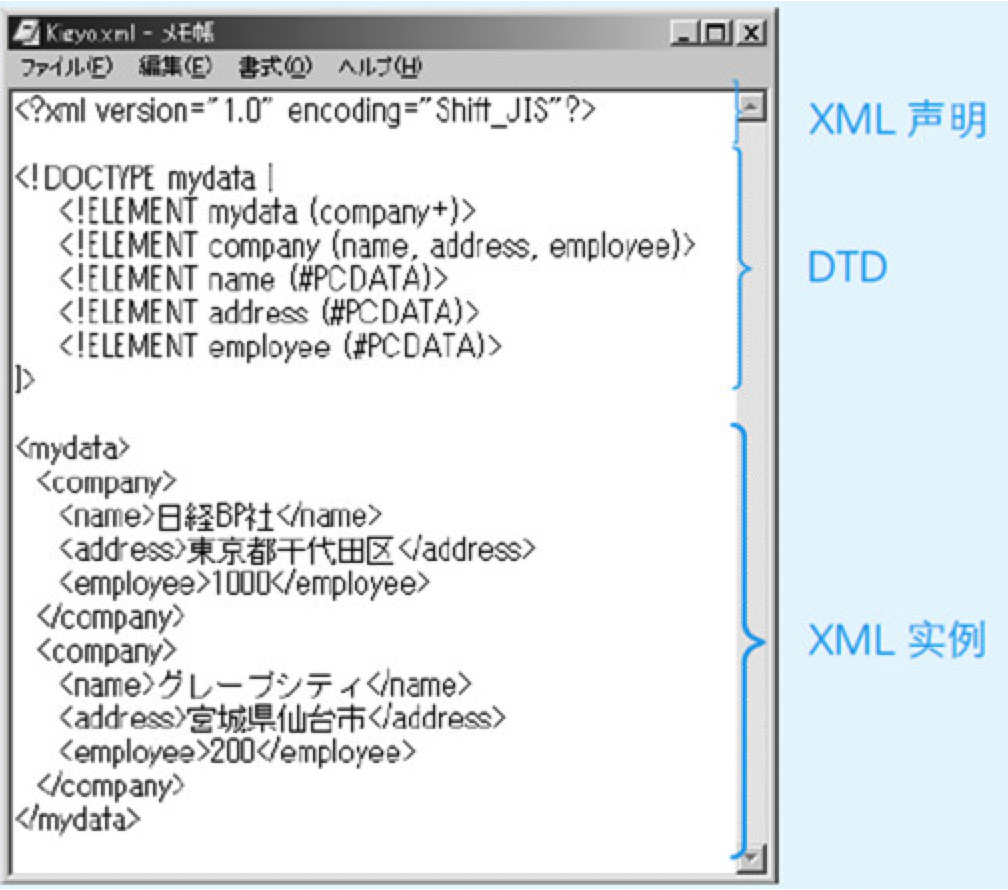 Kigyo.xml - メモ帳
ファイル(F) 編集(E) 書式(O) ヘルプ(H)
<?xml version="1.0" encoding="Shift_JIS"?>
XML 声明
<!DOCTYPE mydata [
<!ELEMENT mydata (company+)>
<!ELEMENT company (name, address, employee)>
<!ELEMENT name (#PCDATA)>
<!ELEMENT address (#PCDATA)>
<!ELEMENT employee (#PCDATA)>
]>
DTD
<mydata>
<company>
<name>日経BP社</name>
<address>東京都千代田区</address>
<employee>1000</employee>
</company>
<company>
<name>グレープシティ</name>
<address>宮城県仙台市</address>
<employee>200</employee>
</company>
</mydata>
XML 实例